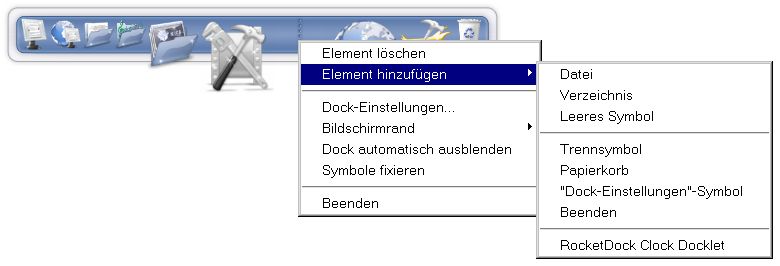 Element löschen
Element hinzufügen
Dock-Einstellungen...
Bildschirmrand
Dock automatisch ausblenden
Symbole fixieren
Beenden
Datei
Verzeichnis
Leeres Symbol
Trennsymbol
Papierkorb
"Dock-Einstellungen"-Symbol
Beenden
RocketDock Clock Docklet